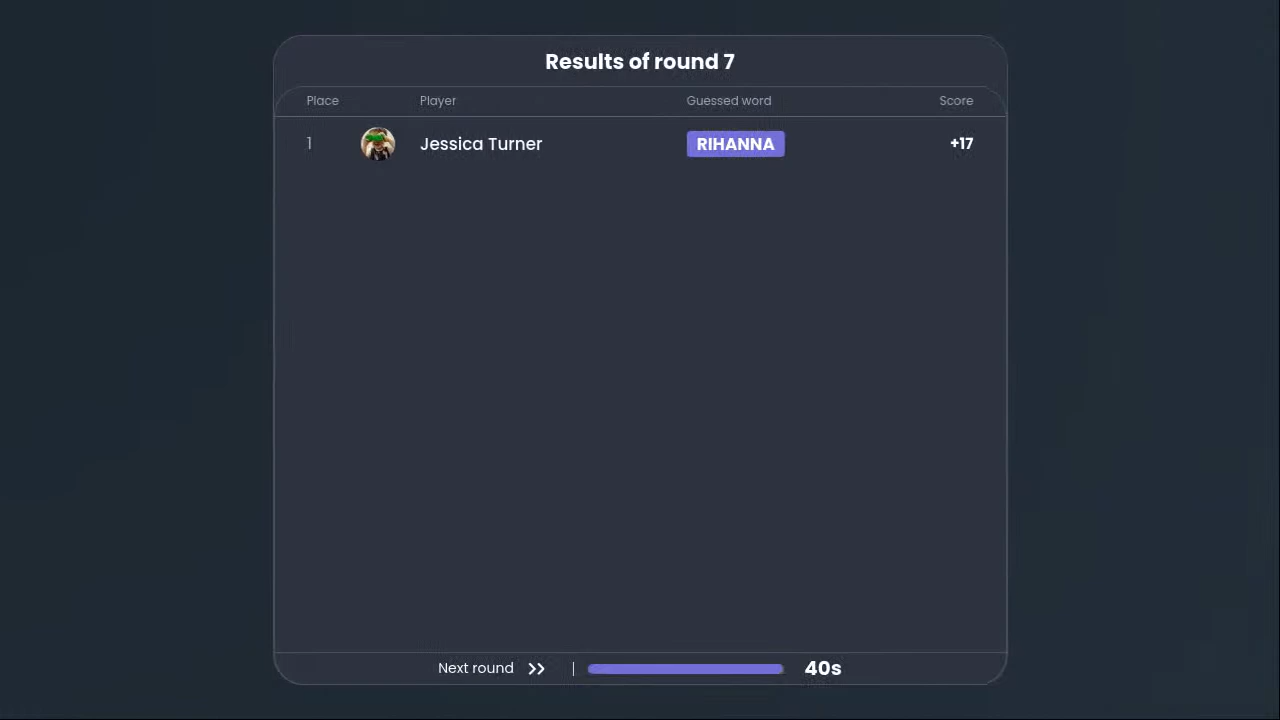 Results of round 7
Place Player Guessed word Score
1 Jessica Turner RIHANNA +17
Next round 40s